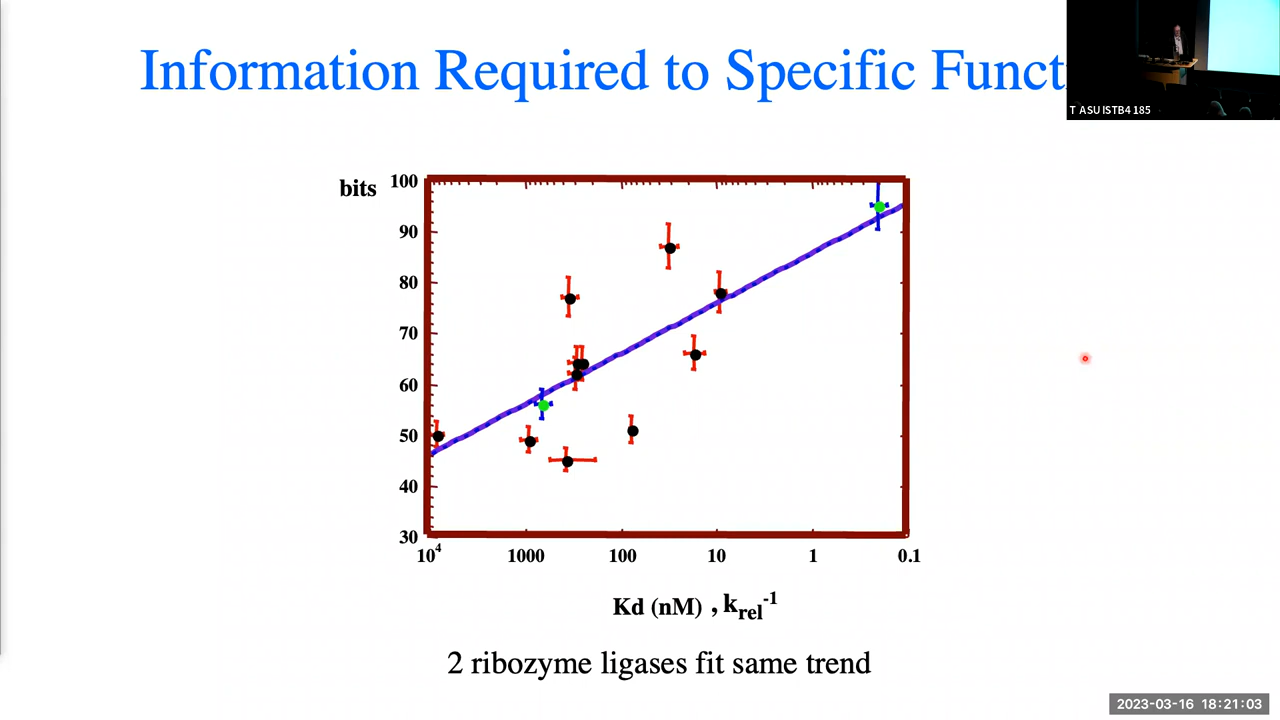 Information Required to Specific Funct
T ASU ISTB4 185
bits
100
90
80
70
60
50
40
30
10⁴ 1000 100 10 1 0.1
Kd (nM) , k_rel⁻¹
2 ribozyme ligases fit same trend
2023-03-16 18:21:03